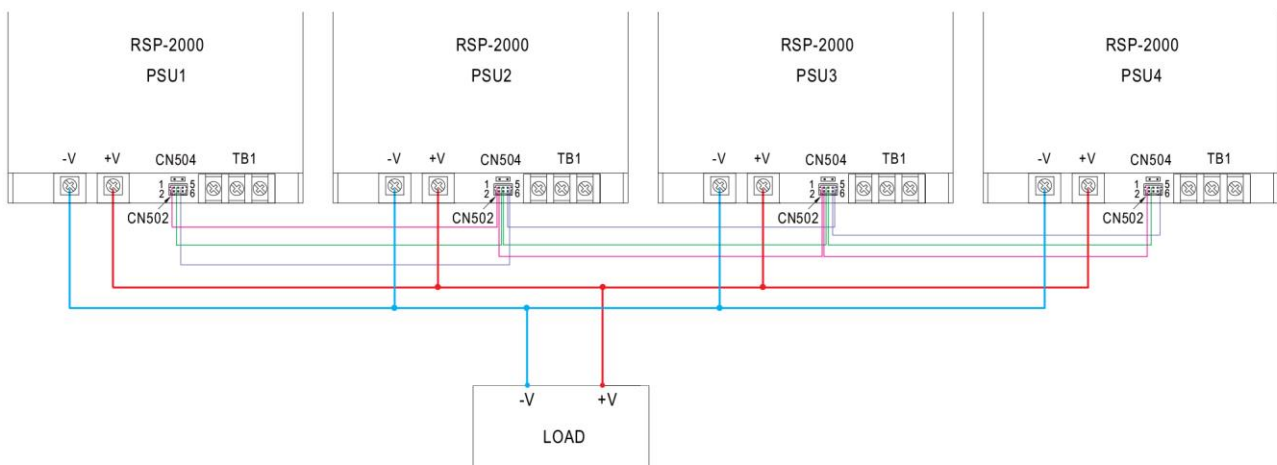 RSP-2000 RSP-2000 RSP-2000 RSP-2000
PSU1 PSU2 PSU3 PSU4
-V +V CN504 TB1 -V +V CN504 TB1 -V +V CN504 TB1 -V +V CN504 TB1
1 5 1 5 1 5 1 5
2 6 2 6 2 6 2 6
CN502 CN502 CN502 CN502
-V +V
LOAD